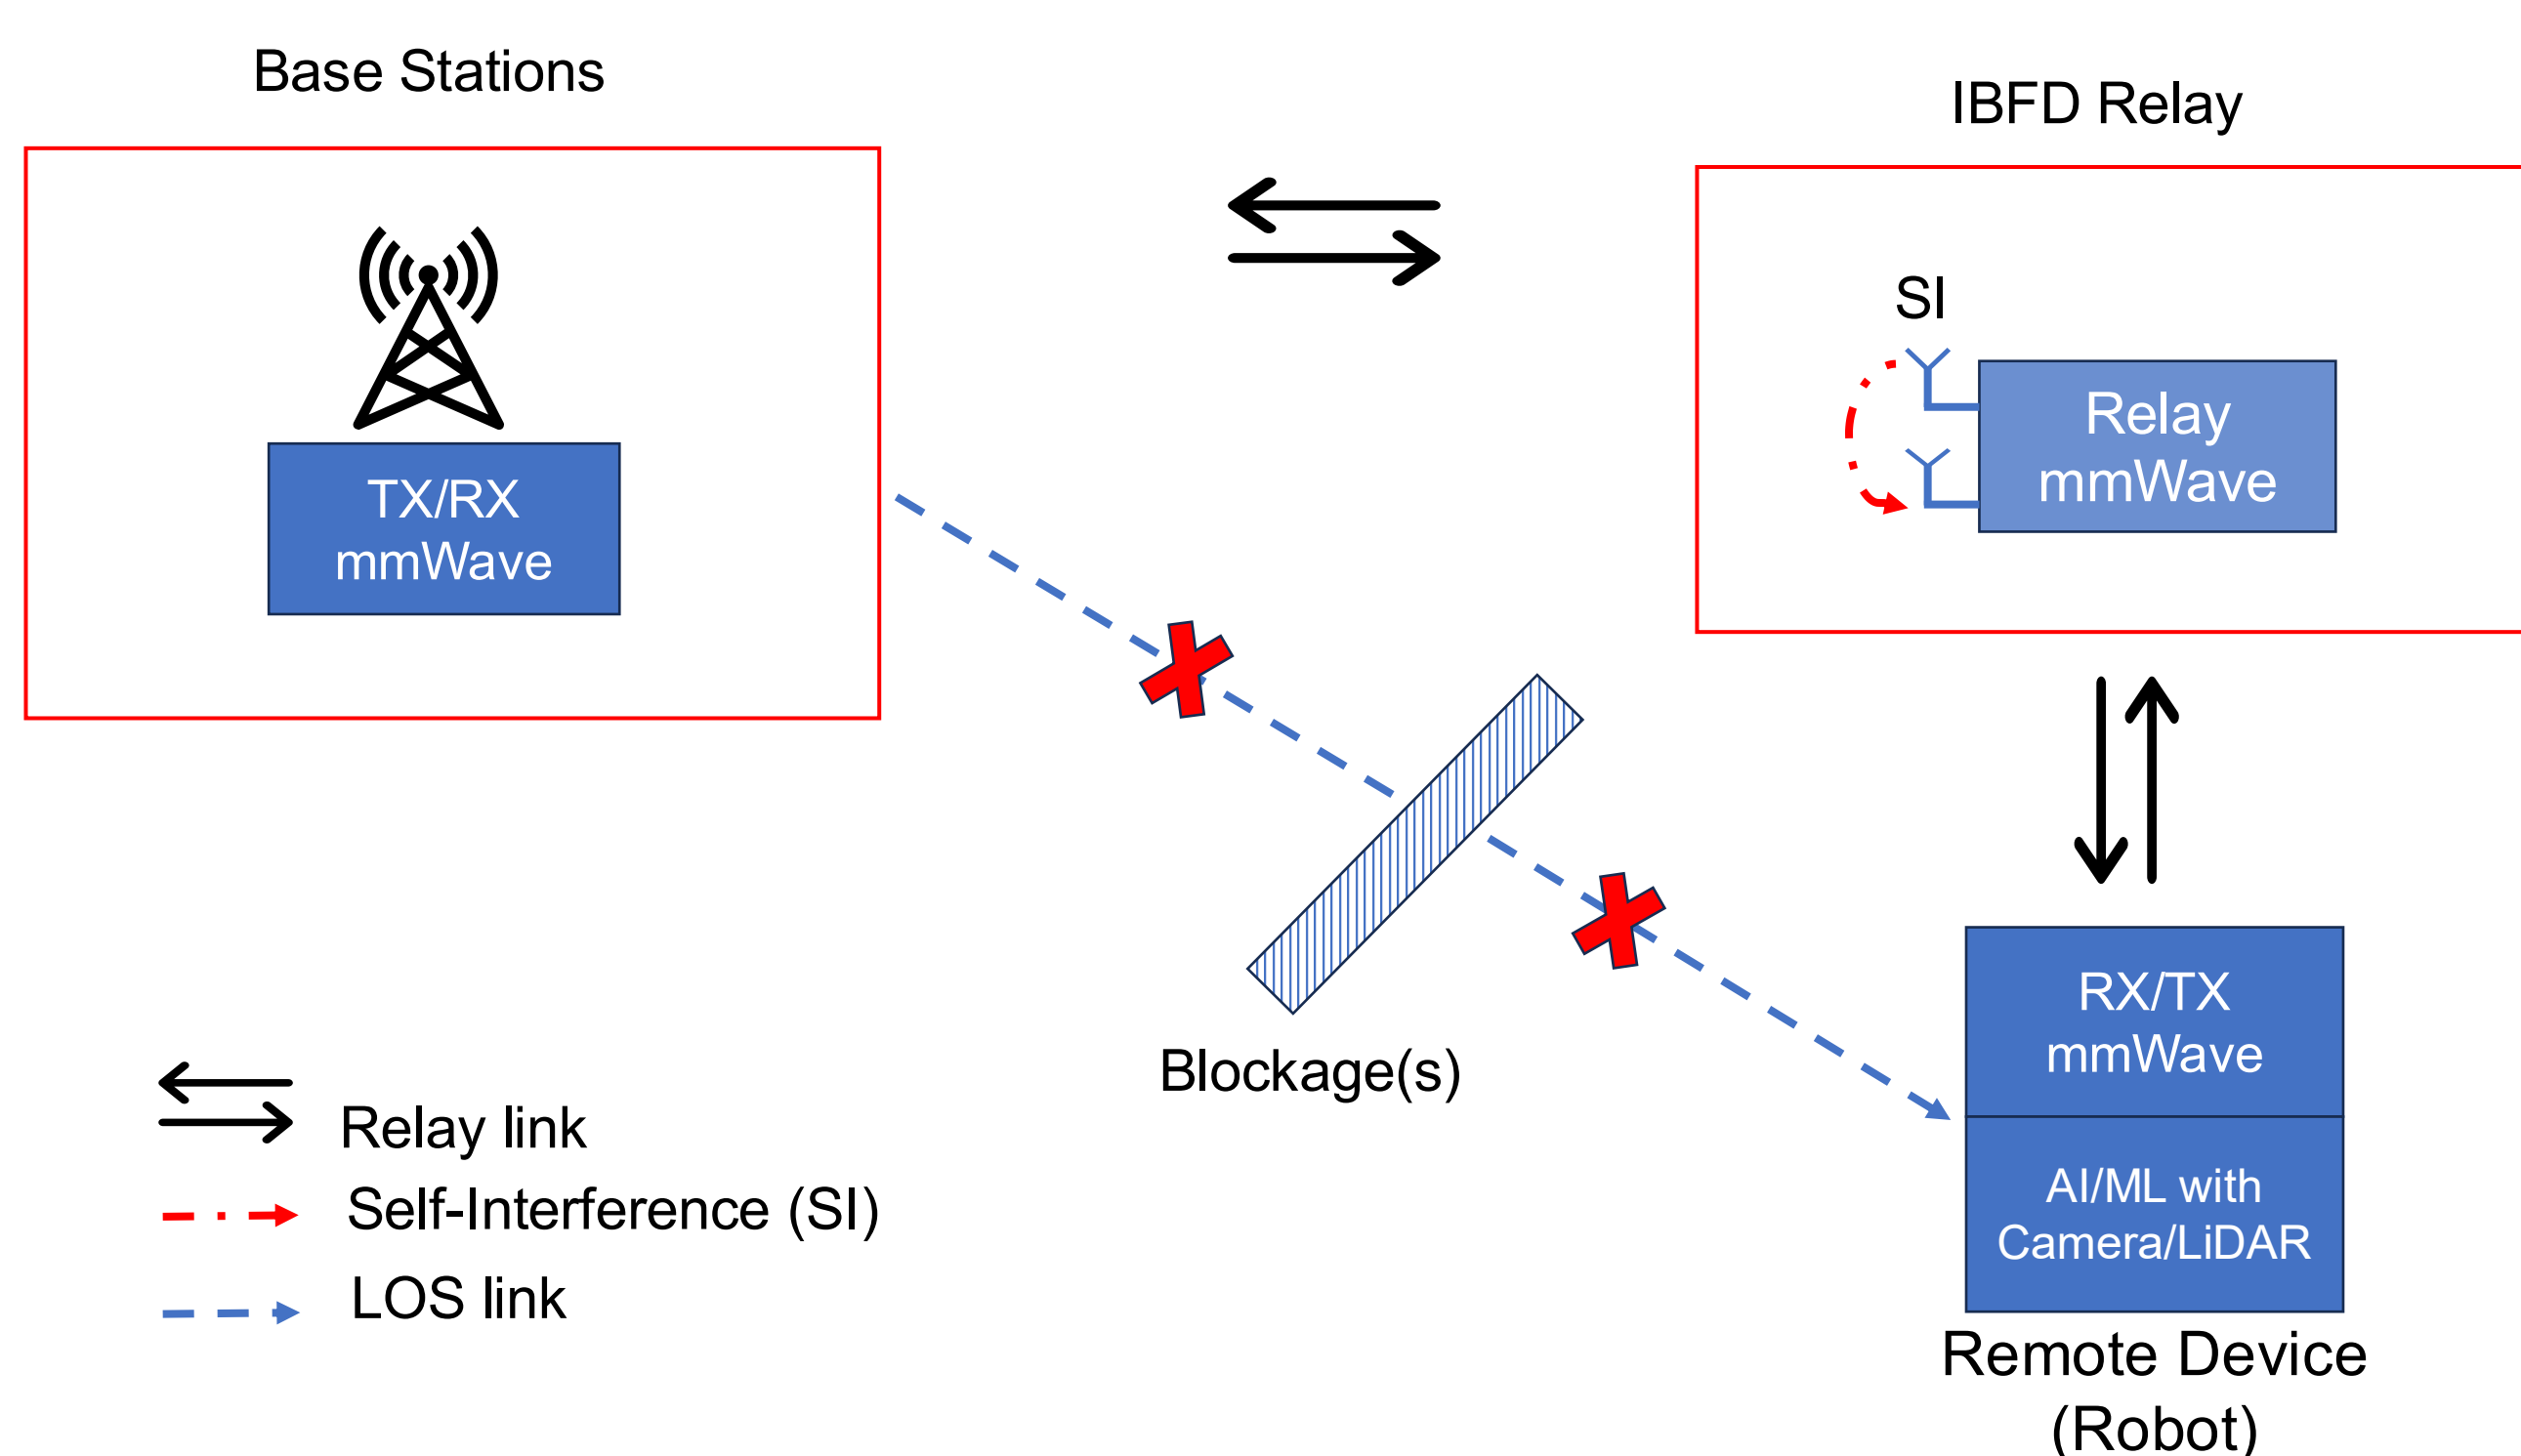 Base Stations
IBFD Relay
SI
Relay
mmWave
TX/RX
mmWave
RX/TX
mmWave
Blockage(s)
Relay link
Self-Interference (SI)
LOS link
AI/ML with
Camera/LiDAR
Remote Device
(Robot)